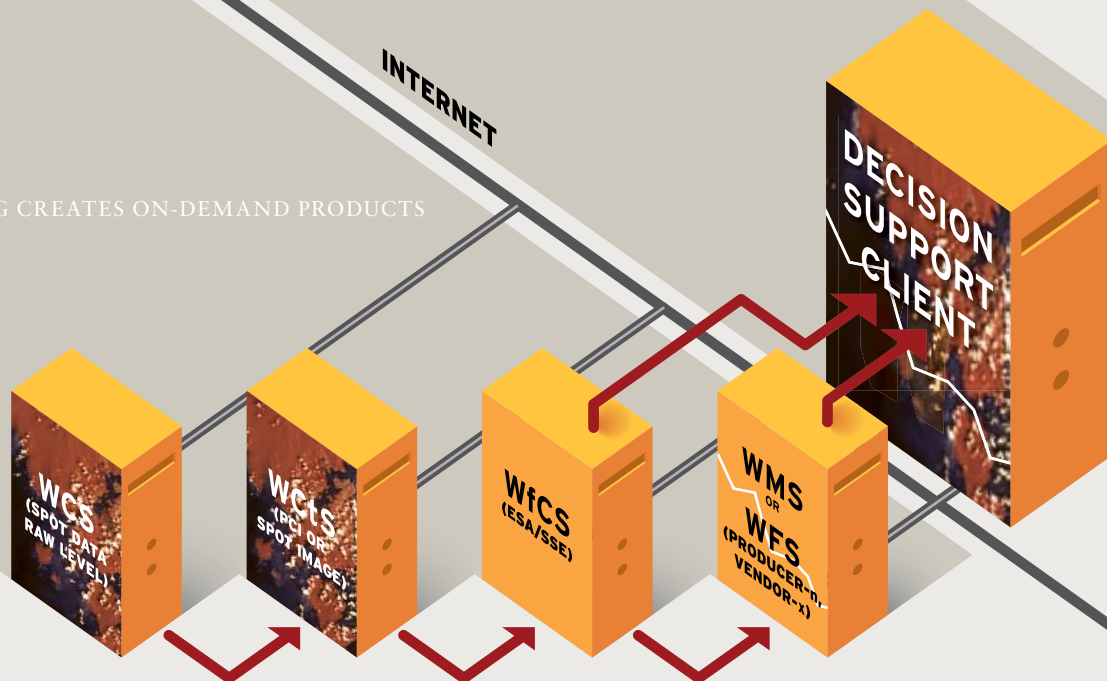 INTERNET
G CREATES ON-DEMAND PRODUCTS
DECISION
SUPPORT
CLIENT
WCS
(SPOT DATA
RAW LEVEL)
WCtS
(PCI OR
SPOT IMAGE)
WfCS
(ESA/SSE)
WMS
OR
WFS
(PRODUCER-n,
VENDOR-x)